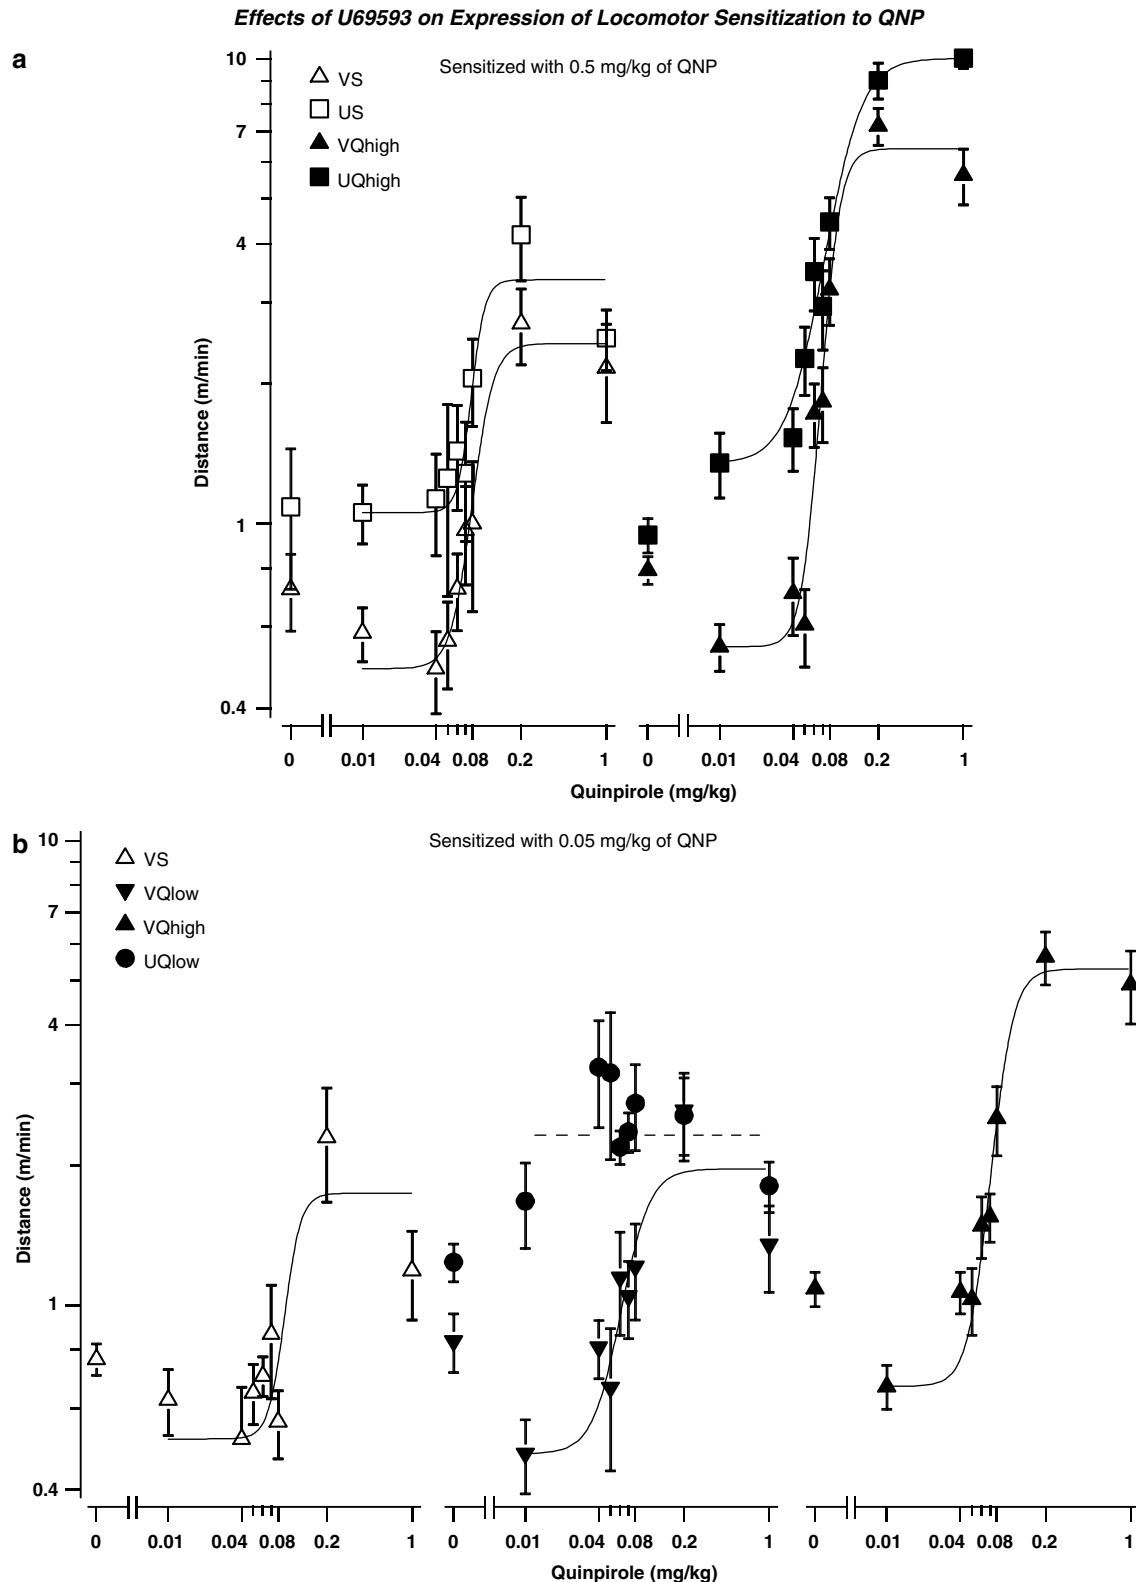 Effects of U69593 on Expression of Locomotor Sensitization to QNP
a
Sensitized with 0.5 mg/kg of QNP
VS
US
VQhigh
UQhigh
10
7
4
1
0.4
Distance (m/min)
0 0.01 0.04 0.08 0.2 1 0 0.01 0.04 0.08 0.2 1
Quinpirole (mg/kg)
b
Sensitized with 0.05 mg/kg of QNP
VS
VQlow
VQhigh
UQlow
10
7
4
1
0.4
Distance (m/min)
0 0.01 0.04 0.08 0.2 1 0 0.01 0.04 0.08 0.2 1 0 0.01 0.04 0.08 0.2 1
Quinpirole (mg/kg)